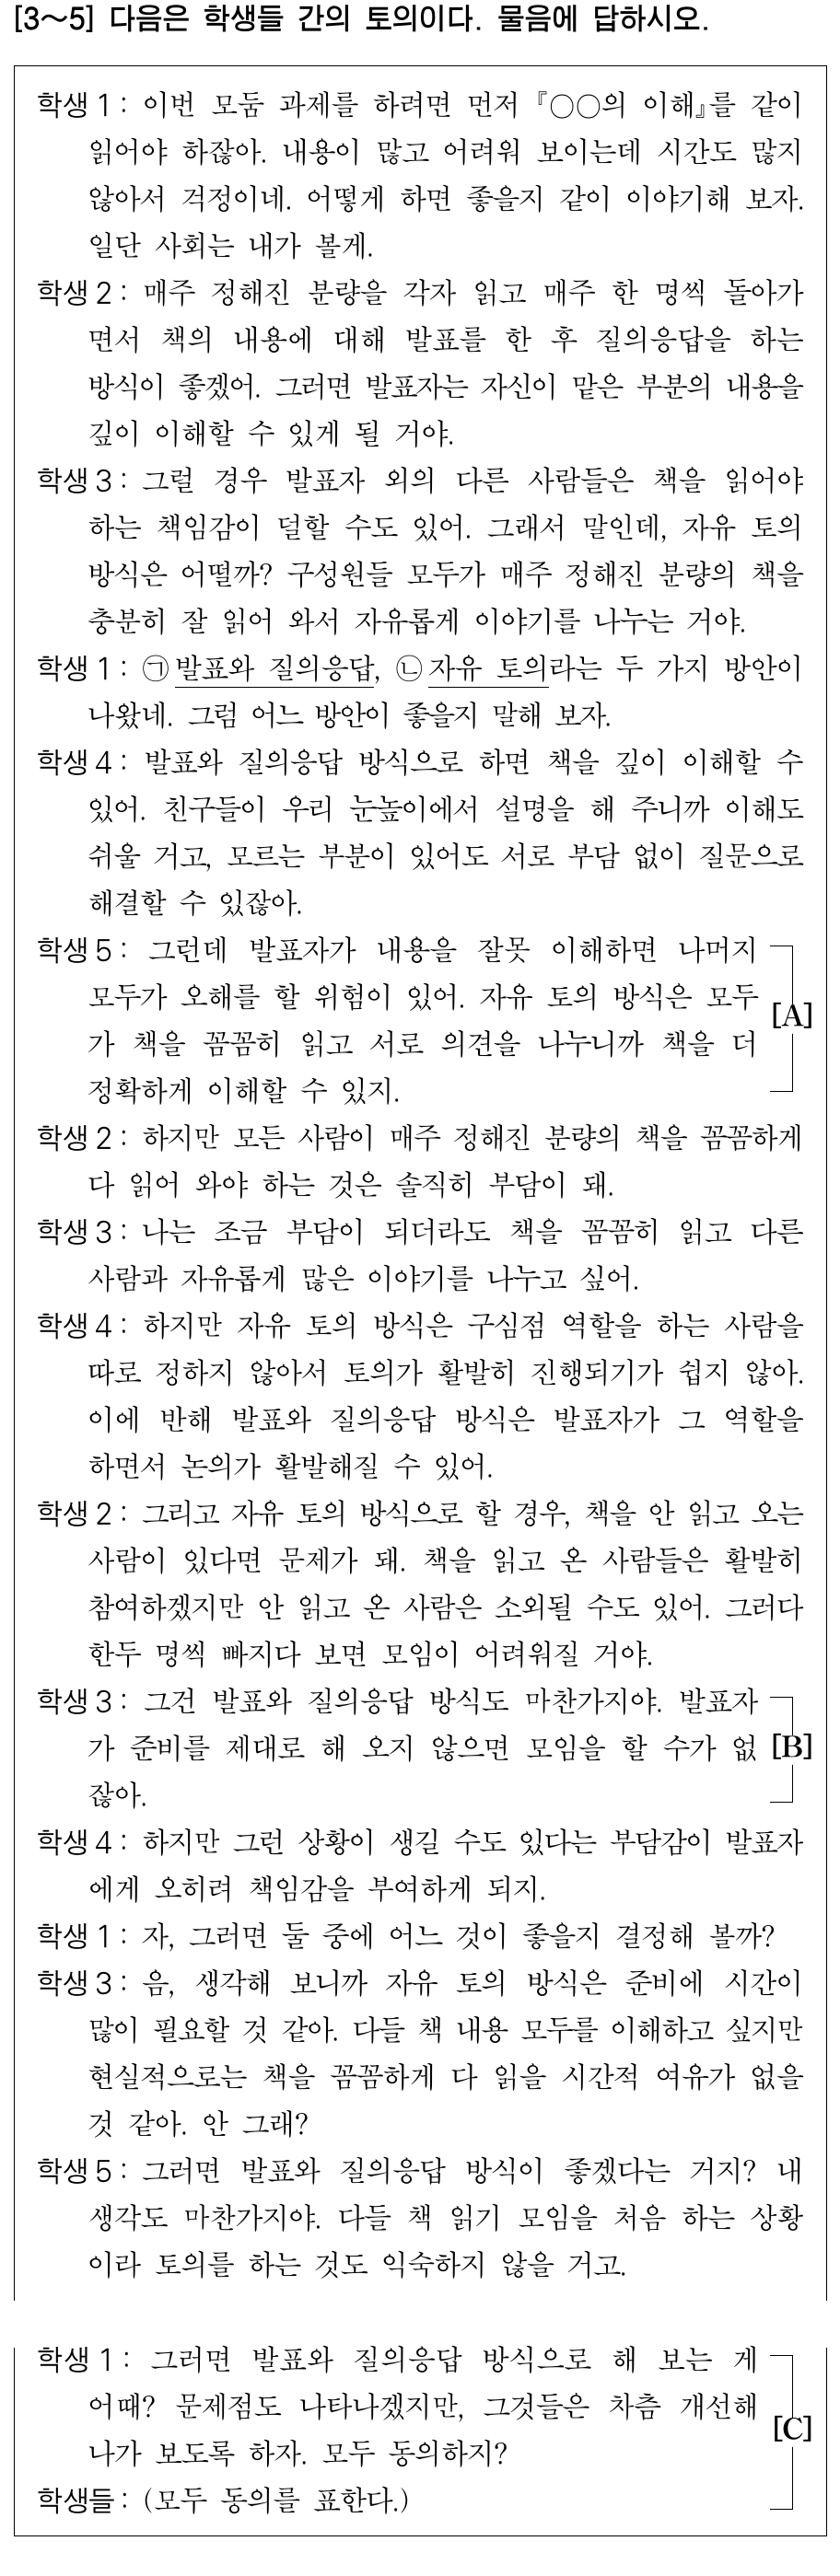 [3～5] 다음은 학생들 간의 토의이다. 물음에 답하시오.
학생 1 : 이번 모둠 과제를 하려면 먼저 『○○의 이해』를 같이
읽어야 하잖아. 내용이 많고 어려워 보이는데 시간도 많지
않아서 걱정이네. 어떻게 하면 좋을지 같이 이야기해 보자.
일단 사회는 내가 볼게.
학생 2 : 매주 정해진 분량을 각자 읽고 매주 한 명씩 돌아가
면서 책의 내용에 대해 발표를 한 후 질의응답을 하는
방식이 좋겠어. 그러면 발표자는 자신이 맡은 부분의 내용을
깊이 이해할 수 있게 될 거야.
학생 3 : 그럴 경우 발표자 외의 다른 사람들은 책을 읽어야
하는 책임감이 덜할 수도 있어. 그래서 말인데, 자유 토의
방식은 어떨까? 구성원들 모두가 매주 정해진 분량의 책을
충분히 잘 읽어 와서 자유롭게 이야기를 나누는 거야.
학생 1 : ㉠발표와 질의응답, ㉡자유 토의라는 두 가지 방안이
나왔네. 그럼 어느 방안이 좋을지 말해 보자.
학생 4 : 발표와 질의응답 방식으로 하면 책을 깊이 이해할 수
있어. 친구들이 우리 눈높이에서 설명을 해 주니까 이해도
쉬울 거고, 모르는 부분이 있어도 서로 부담 없이 질문으로
해결할 수 있잖아.
학생 5 : 그런데 발표자가 내용을 잘못 이해하면 나머지
모두가 오해를 할 위험이 있어. 자유 토의 방식은 모두 [A]
가 책을 꼼꼼히 읽고 서로 의견을 나누니까 책을 더
정확하게 이해할 수 있지.
학생 2 : 하지만 모든 사람이 매주 정해진 분량의 책을 꼼꼼하게
다 읽어 와야 하는 것은 솔직히 부담이 돼.
학생 3 : 나는 조금 부담이 되더라도 책을 꼼꼼히 읽고 다른
사람과 자유롭게 많은 이야기를 나누고 싶어.
학생 4 : 하지만 자유 토의 방식은 구심점 역할을 하는 사람을
따로 정하지 않아서 토의가 활발히 진행되기가 쉽지 않아.
이에 반해 발표와 질의응답 방식은 발표자가 그 역할을
하면서 논의가 활발해질 수 있어.
학생 2 : 그리고 자유 토의 방식으로 할 경우, 책을 안 읽고 오는
사람이 있다면 문제가 돼. 책을 읽고 온 사람들은 활발히
참여하겠지만 안 읽고 온 사람은 소외될 수도 있어. 그러다
한두 명씩 빠지다 보면 모임이 어려워질 거야.
학생 3 : 그건 발표와 질의응답 방식도 마찬가지야. 발표자
가 준비를 제대로 해 오지 않으면 모임을 할 수가 없 [B]
잖아.
학생 4 : 하지만 그런 상황이 생길 수도 있다는 부담감이 발표자
에게 오히려 책임감을 부여하게 되지.
학생 1 : 자, 그러면 둘 중에 어느 것이 좋을지 결정해 볼까?
학생 3 : 음, 생각해 보니까 자유 토의 방식은 준비에 시간이
많이 필요할 것 같아. 다들 책 내용 모두를 이해하고 싶지만
현실적으로는 책을 꼼꼼하게 다 읽을 시간적 여유가 없을
것 같아. 안 그래?
학생 5 : 그러면 발표와 질의응답 방식이 좋겠다는 거지? 내
생각도 마찬가지야. 다들 책 읽기 모임을 처음 하는 상황
이라 토의를 하는 것도 익숙하지 않을 거고.
학생 1 : 그러면 발표와 질의응답 방식으로 해 보는 게
어때? 문제점도 나타나겠지만, 그것들은 차츰 개선해 [C]
나가 보도록 하자. 모두 동의하지?
학생들 : (모두 동의를 표한다.)